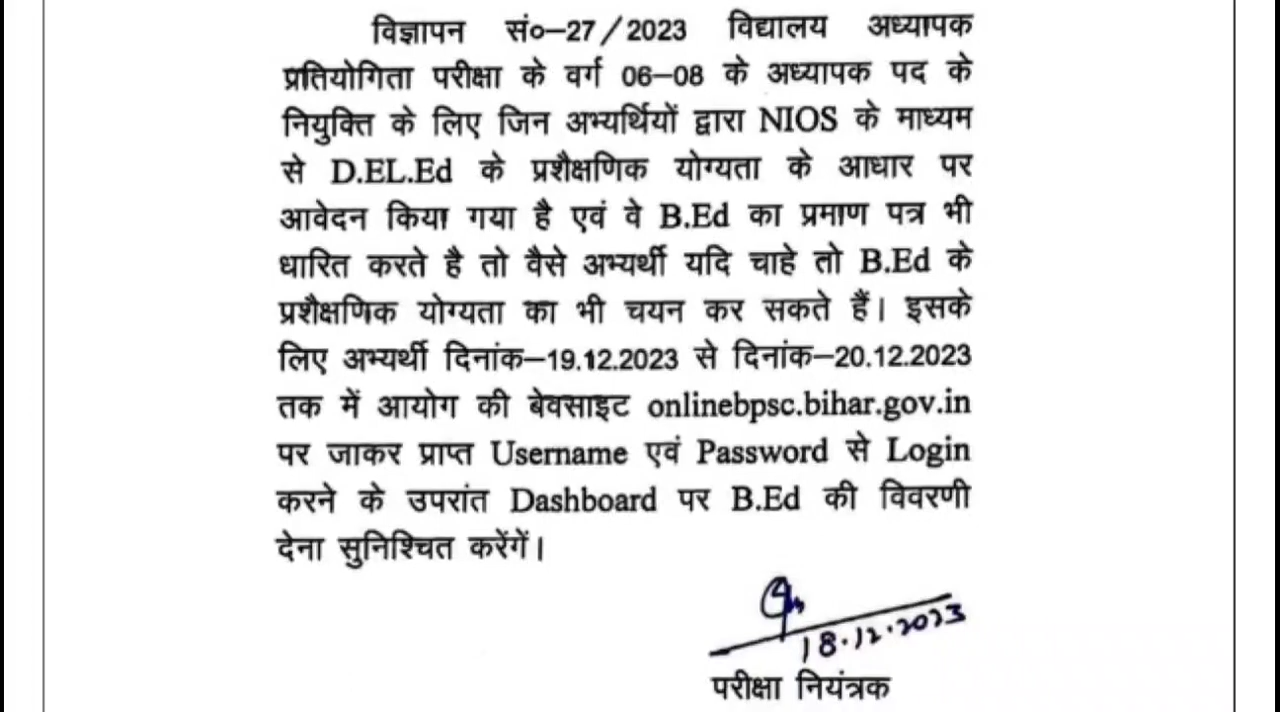 विज्ञापन सं०–27/2023 विद्यालय अध्यापक
प्रतियोगिता परीक्षा के वर्ग 06–08 के अध्यापक पद के
नियुक्ति के लिए जिन अभ्यर्थियों द्वारा NIOS के माध्यम
से D.EL.Ed के प्रशैक्षणिक योग्यता के आधार पर
आवेदन किया गया है एवं वे B.Ed का प्रमाण पत्र भी
धारित करते है तो वैसे अभ्यर्थी यदि चाहे तो B.Ed के
प्रशैक्षणिक योग्यता का भी चयन कर सकते हैं। इसके
लिए अभ्यर्थी दिनांक–19.12.2023 से दिनांक–20.12.2023
तक में आयोग की बेवसाइट onlinebpsc.bihar.gov.in
पर जाकर प्राप्त Username एवं Password से Login
करने के उपरांत Dashboard पर B.Ed की विवरणी
देना सुनिश्चित करेंगें।
18.12.2023
परीक्षा नियंत्रक